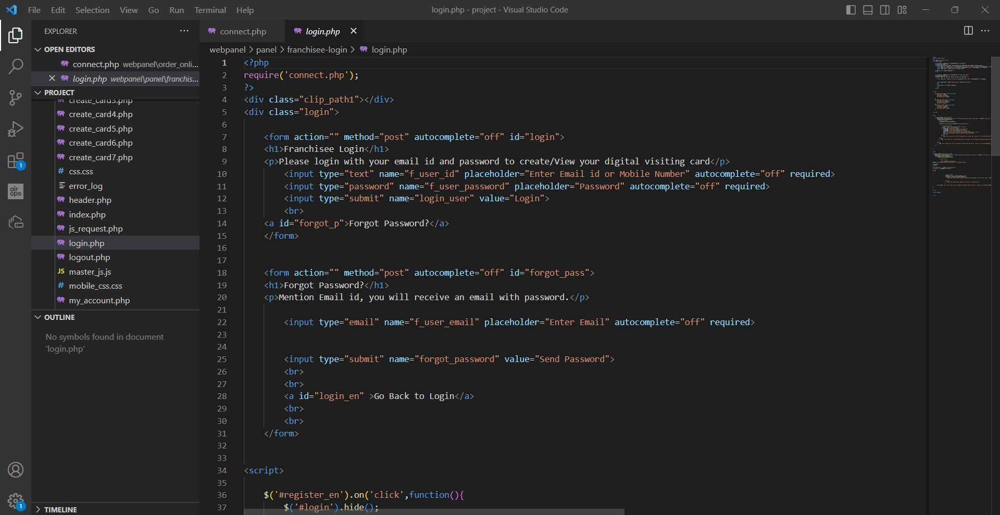 File Edit Selection View Go Run Terminal Help
login.php - project - Visual Studio Code
EXPLORER
OPEN EDITORS
connect.php webpanel\order_onli...
login.php webpanel\panel\franchis...
PROJECT
create_card3.php
create_card4.php
create_card5.php
create_card6.php
create_card7.php
css.css
error_log
header.php
index.php
js_request.php
login.php
logout.php
JS master_js.js
mobile_css.css
my_account.php
OUTLINE
No symbols found in document
'login.php'
TIMELINE
1
air
ops
1
connect.php
login.php
webpanel > panel > franchisee-login > login.php
1 <?php
2 require('connect.php');
3 ?>
4 <div class="clip_path1"></div>
5 <div class="login">
6
7 <form action="" method="post" autocomplete="off" id="login">
8 <h1>Franchisee Login</h1>
9 <p>Please login with your email id and password to create/View your digital visiting card</p>
10 <input type="text" name="f_user_id" placeholder="Enter Email id or Mobile Number" autocomplete="off" required>
11 <input type="password" name="f_user_password" placeholder="Password" autocomplete="off" required>
12 <input type="submit" name="login_user" value="Login">
13 <br>
14 <a id="forgot_p">Forgot Password?</a>
15 </form>
16
17
18 <form action="" method="post" autocomplete="off" id="forgot_pass">
19 <h1>Forgot Password?</h1>
20 <p>Mention Email id, you will receive an email with password.</p>
21
22 <input type="email" name="f_user_email" placeholder="Enter Email" autocomplete="off" required>
23
24
25 <input type="submit" name="forgot_password" value="Send Password">
26 <br>
27 <br>
28 <a id="login_en" >Go Back to Login</a>
29 <br>
30 <br>
31 </form>
32
33
34 <script>
35
36 $('#register_en').on('click',function(){
37 $('#login').hide();